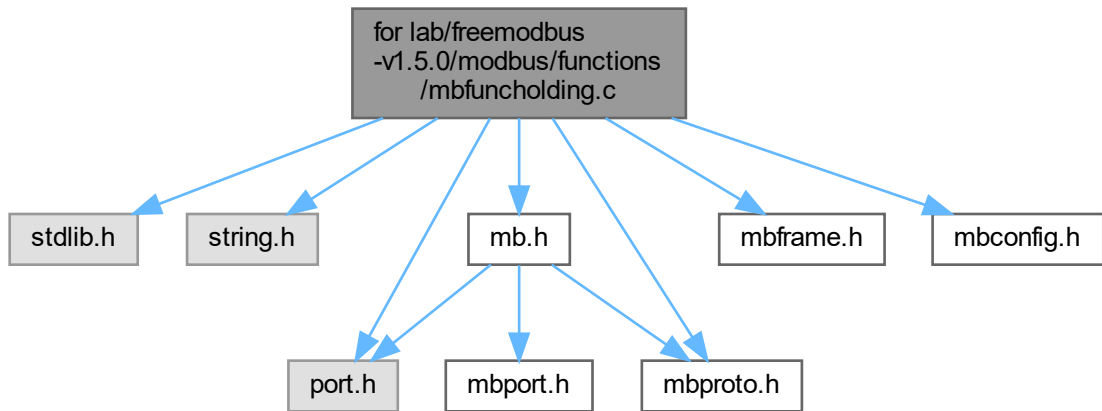 for lab/freemodbus
-v1.5.0/modbus/functions
/mbfuncholding.c
stdlib.h
string.h
mb.h
mbframe.h
mbconfig.h
port.h
mbport.h
mbproto.h